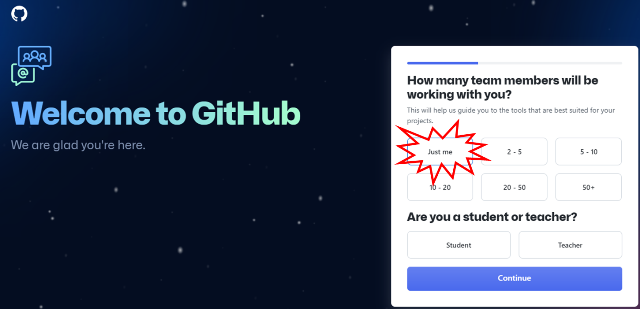 @
Welcome to GitHub
We are glad you're here.
How many team members will be
working with you?
This will help us guide you to the tools that are best suited for your
projects.
Just me
2 - 5
5 - 10
10 - 20
20 - 50
50+
Are you a student or teacher?
Student
Teacher
Continue